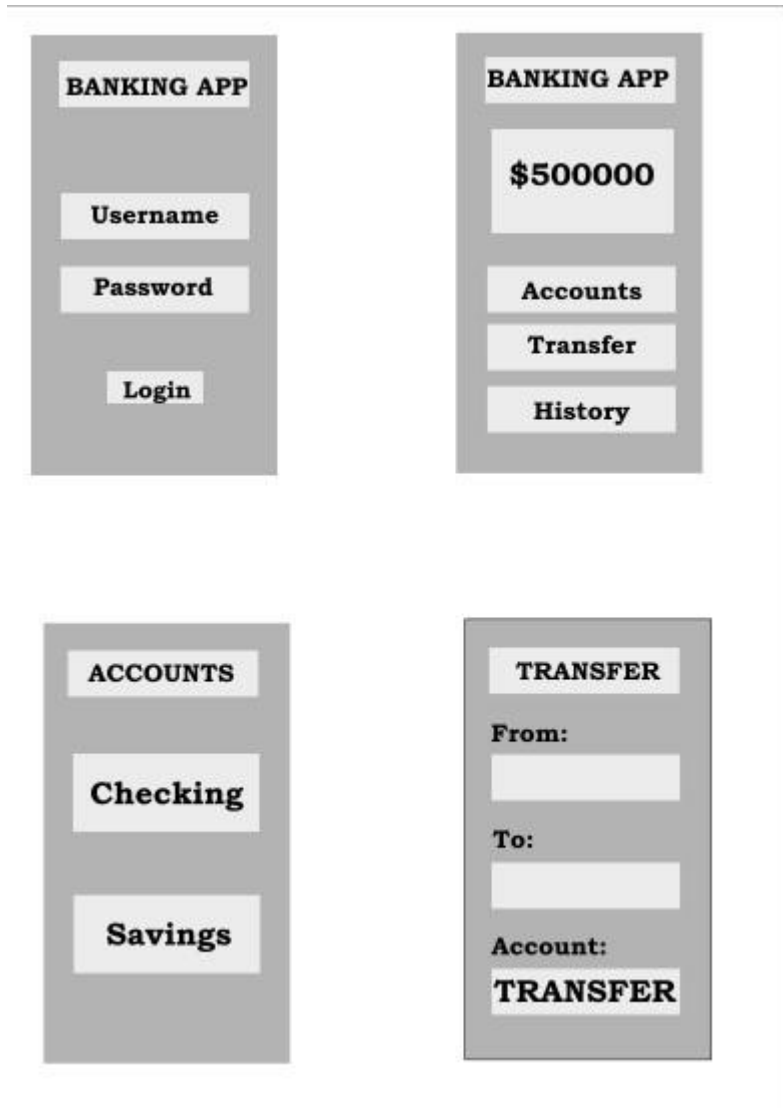 BANKING APP
Username
Password
Login
BANKING APP
$500000
Accounts
Transfer
History
ACCOUNTS
Checking
Savings
TRANSFER
From:
To:
Account:
TRANSFER